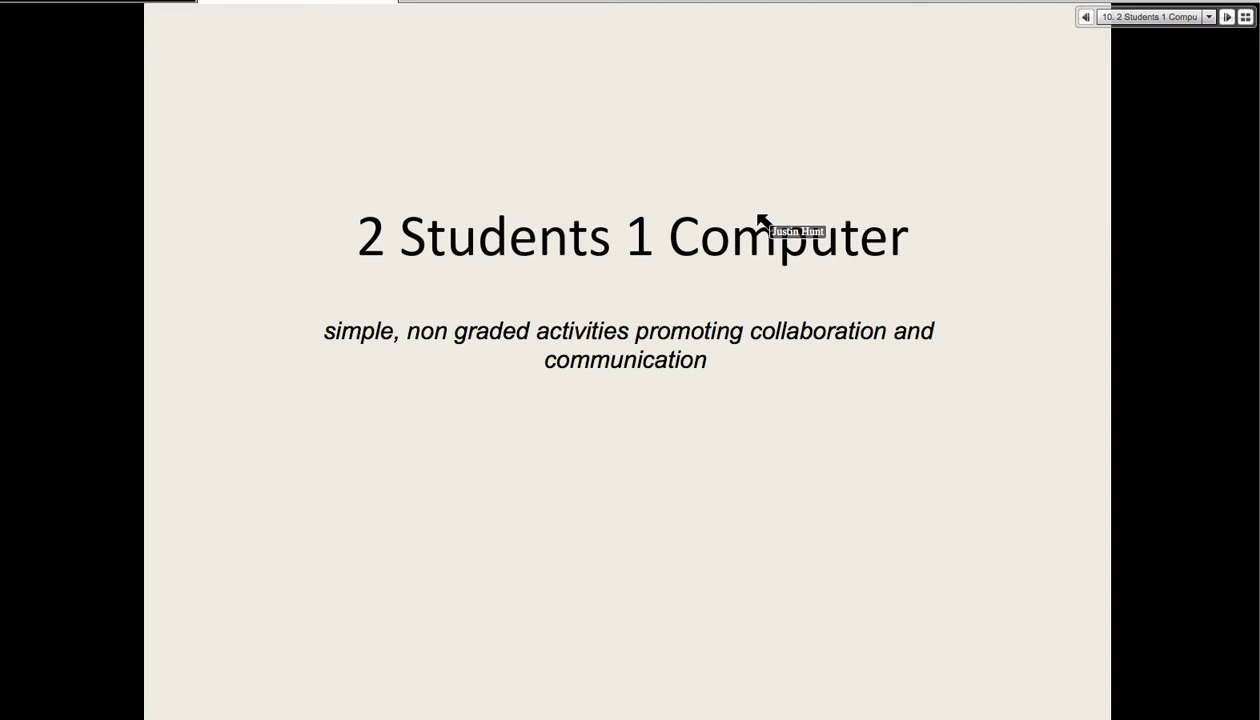 10. 2 Students 1 Compu
2 Students 1 Computer
Justin Hunt
simple, non graded activities promoting collaboration and
communication